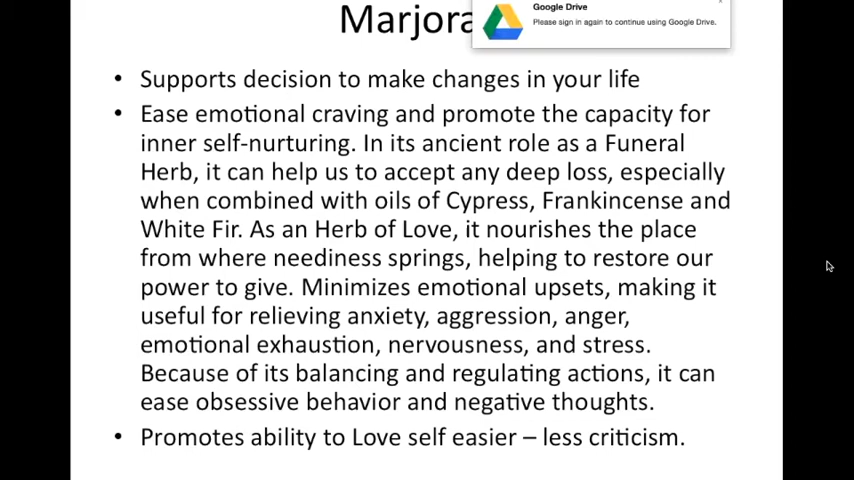 Marjora
Google Drive
Please sign in again to continue using Google Drive.
• Supports decision to make changes in your life
• Ease emotional craving and promote the capacity for
inner self-nurturing. In its ancient role as a Funeral
Herb, it can help us to accept any deep loss, especially
when combined with oils of Cypress, Frankincense and
White Fir. As an Herb of Love, it nourishes the place
from where neediness springs, helping to restore our
power to give. Minimizes emotional upsets, making it
useful for relieving anxiety, aggression, anger,
emotional exhaustion, nervousness, and stress.
Because of its balancing and regulating actions, it can
ease obsessive behavior and negative thoughts.
• Promotes ability to Love self easier – less criticism.